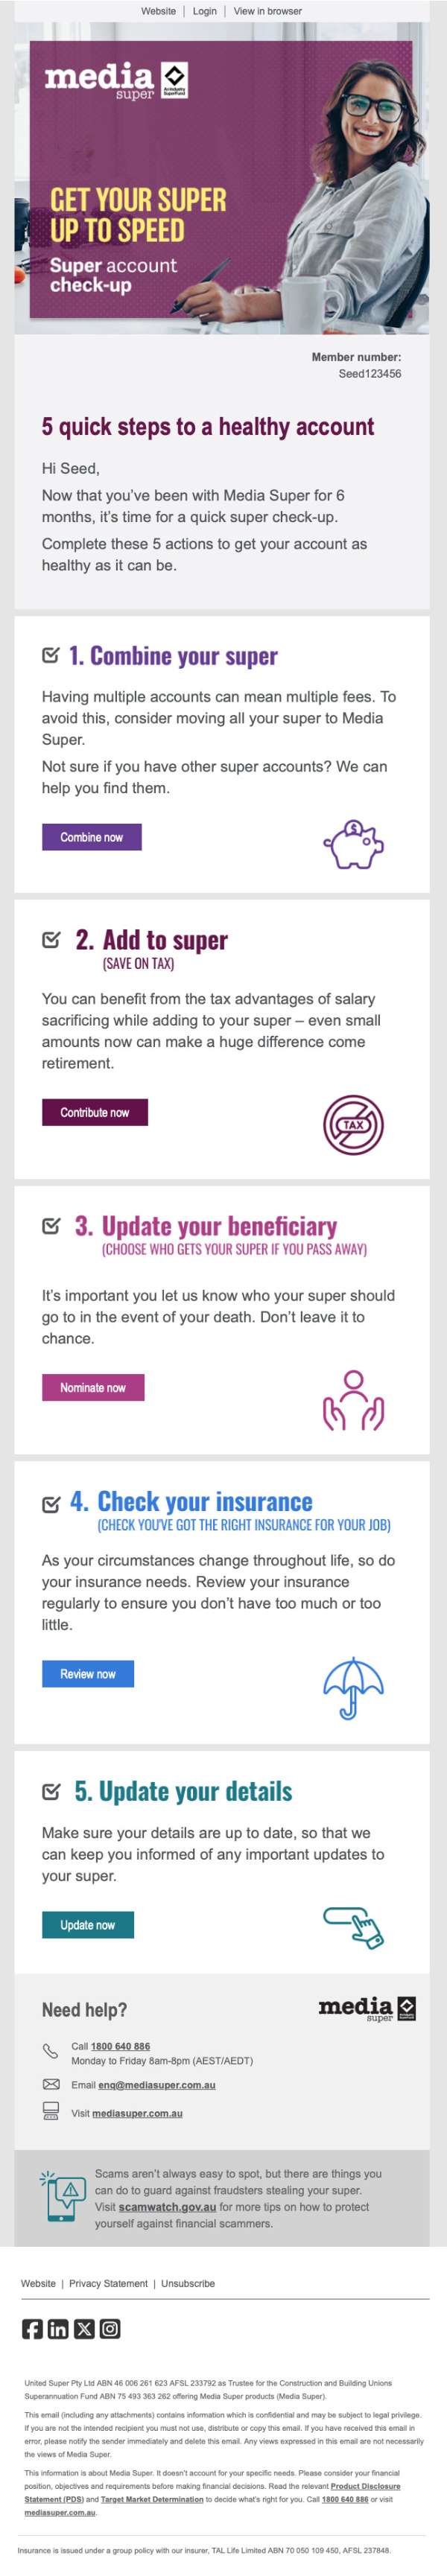 Website | Login | View in browser
media
super
An Industry
SuperFund
GET YOUR SUPER
UP TO SPEED
Super account
check-up
Member number:
Seed123456
5 quick steps to a healthy account
Hi Seed,
Now that you've been with Media Super for 6
months, it's time for a quick super check-up.
Complete these 5 actions to get your account as
healthy as it can be.
1. Combine your super
Having multiple accounts can mean multiple fees. To
avoid this, consider moving all your super to Media
Super.
Not sure if you have other super accounts? We can
help you find them.
Combine now
2. Add to super
(SAVE ON TAX)
You can benefit from the tax advantages of salary
sacrificing while adding to your super – even small
amounts now can make a huge difference come
retirement.
Contribute now
TAX
3. Update your beneficiary
(CHOOSE WHO GETS YOUR SUPER IF YOU PASS AWAY)
It's important you let us know who your super should
go to in the event of your death. Don't leave it to
chance.
Nominate now
4. Check your insurance
(CHECK YOU'VE GOT THE RIGHT INSURANCE FOR YOUR JOB)
As your circumstances change throughout life, so do
your insurance needs. Review your insurance
regularly to ensure you don't have too much or too
little.
Review now
5. Update your details
Make sure your details are up to date, so that we
can keep you informed of any important updates to
your super.
Update now
Need help?
media
super
Call 1800 640 886
Monday to Friday 8am-8pm (AEST/AEDT)
Email enq@mediasuper.com.au
Visit mediasuper.com.au
Scams aren't always easy to spot, but there are things you
can do to guard against fraudsters stealing your super.
Visit scamwatch.gov.au for more tips on how to protect
yourself against financial scammers.
Website | Privacy Statement | Unsubscribe
United Super Pty Ltd ABN 46 006 261 623 AFSL 233792 as Trustee for the Construction and Building Unions
Superannuation Fund ABN 75 493 363 262 offering Media Super products (Media Super).
This email (including any attachments) contains information which is confidential and may be subject to legal privilege.
If you are not the intended recipient you must not use, distribute or copy this email. If you have received this email in
error, please notify the sender immediately and delete this email. Any views expressed in this email are not necessarily
the views of Media Super.
This information is about Media Super. It doesn't account for your specific needs. Please consider your financial
position, objectives and requirements before making financial decisions. Read the relevant Product Disclosure
Statement (PDS) and Target Market Determination to decide what's right for you. Call 1800 640 886 or visit
mediasuper.com.au.
Insurance is issued under a group policy with our insurer, TAL Life Limited ABN 70 050 109 450, AFSL 237848.